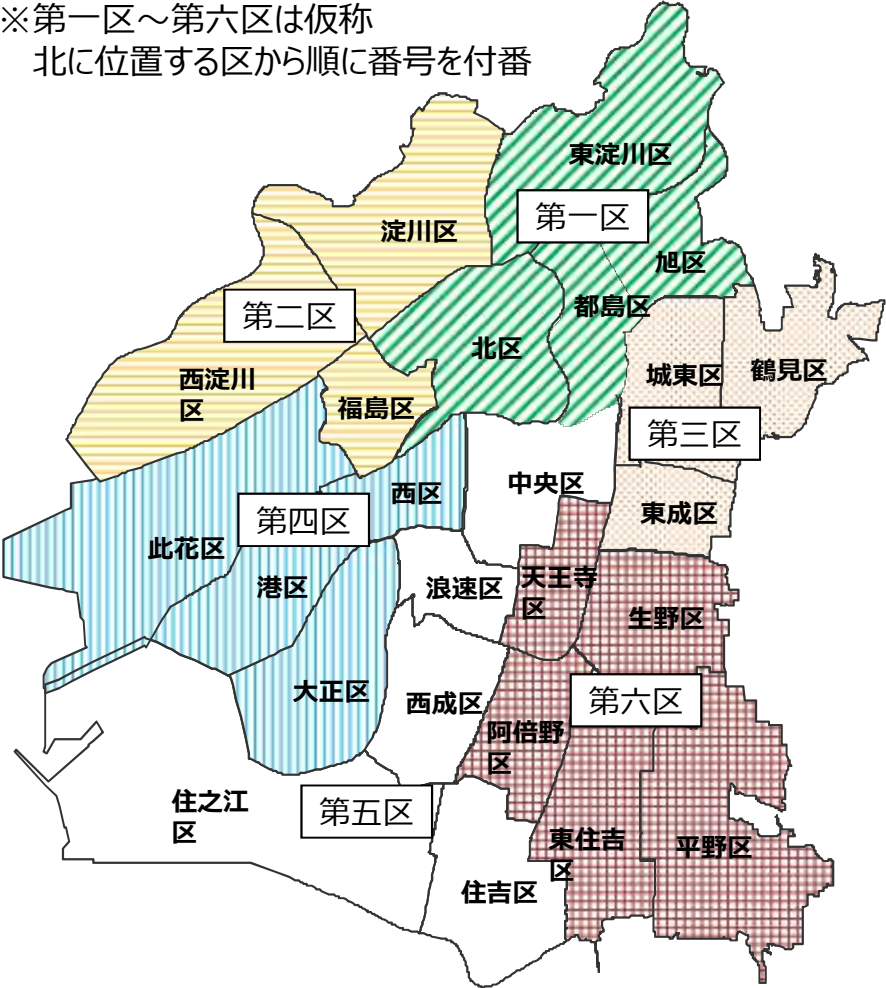 ※第一区～第六区は仮称
北に位置する区から順に番号を付番
東淀川区
第一区
淀川区
旭区
都島区
第二区
北区
西淀川
区
福島区
城東区
鶴見区
第三区
中央区
西区
東成区
第四区
此花区
港区
浪速区
天王寺
区
生野区
大正区
西成区
第六区
阿倍野
区
住之江
区
第五区
東住吉
区
平野区
住吉区